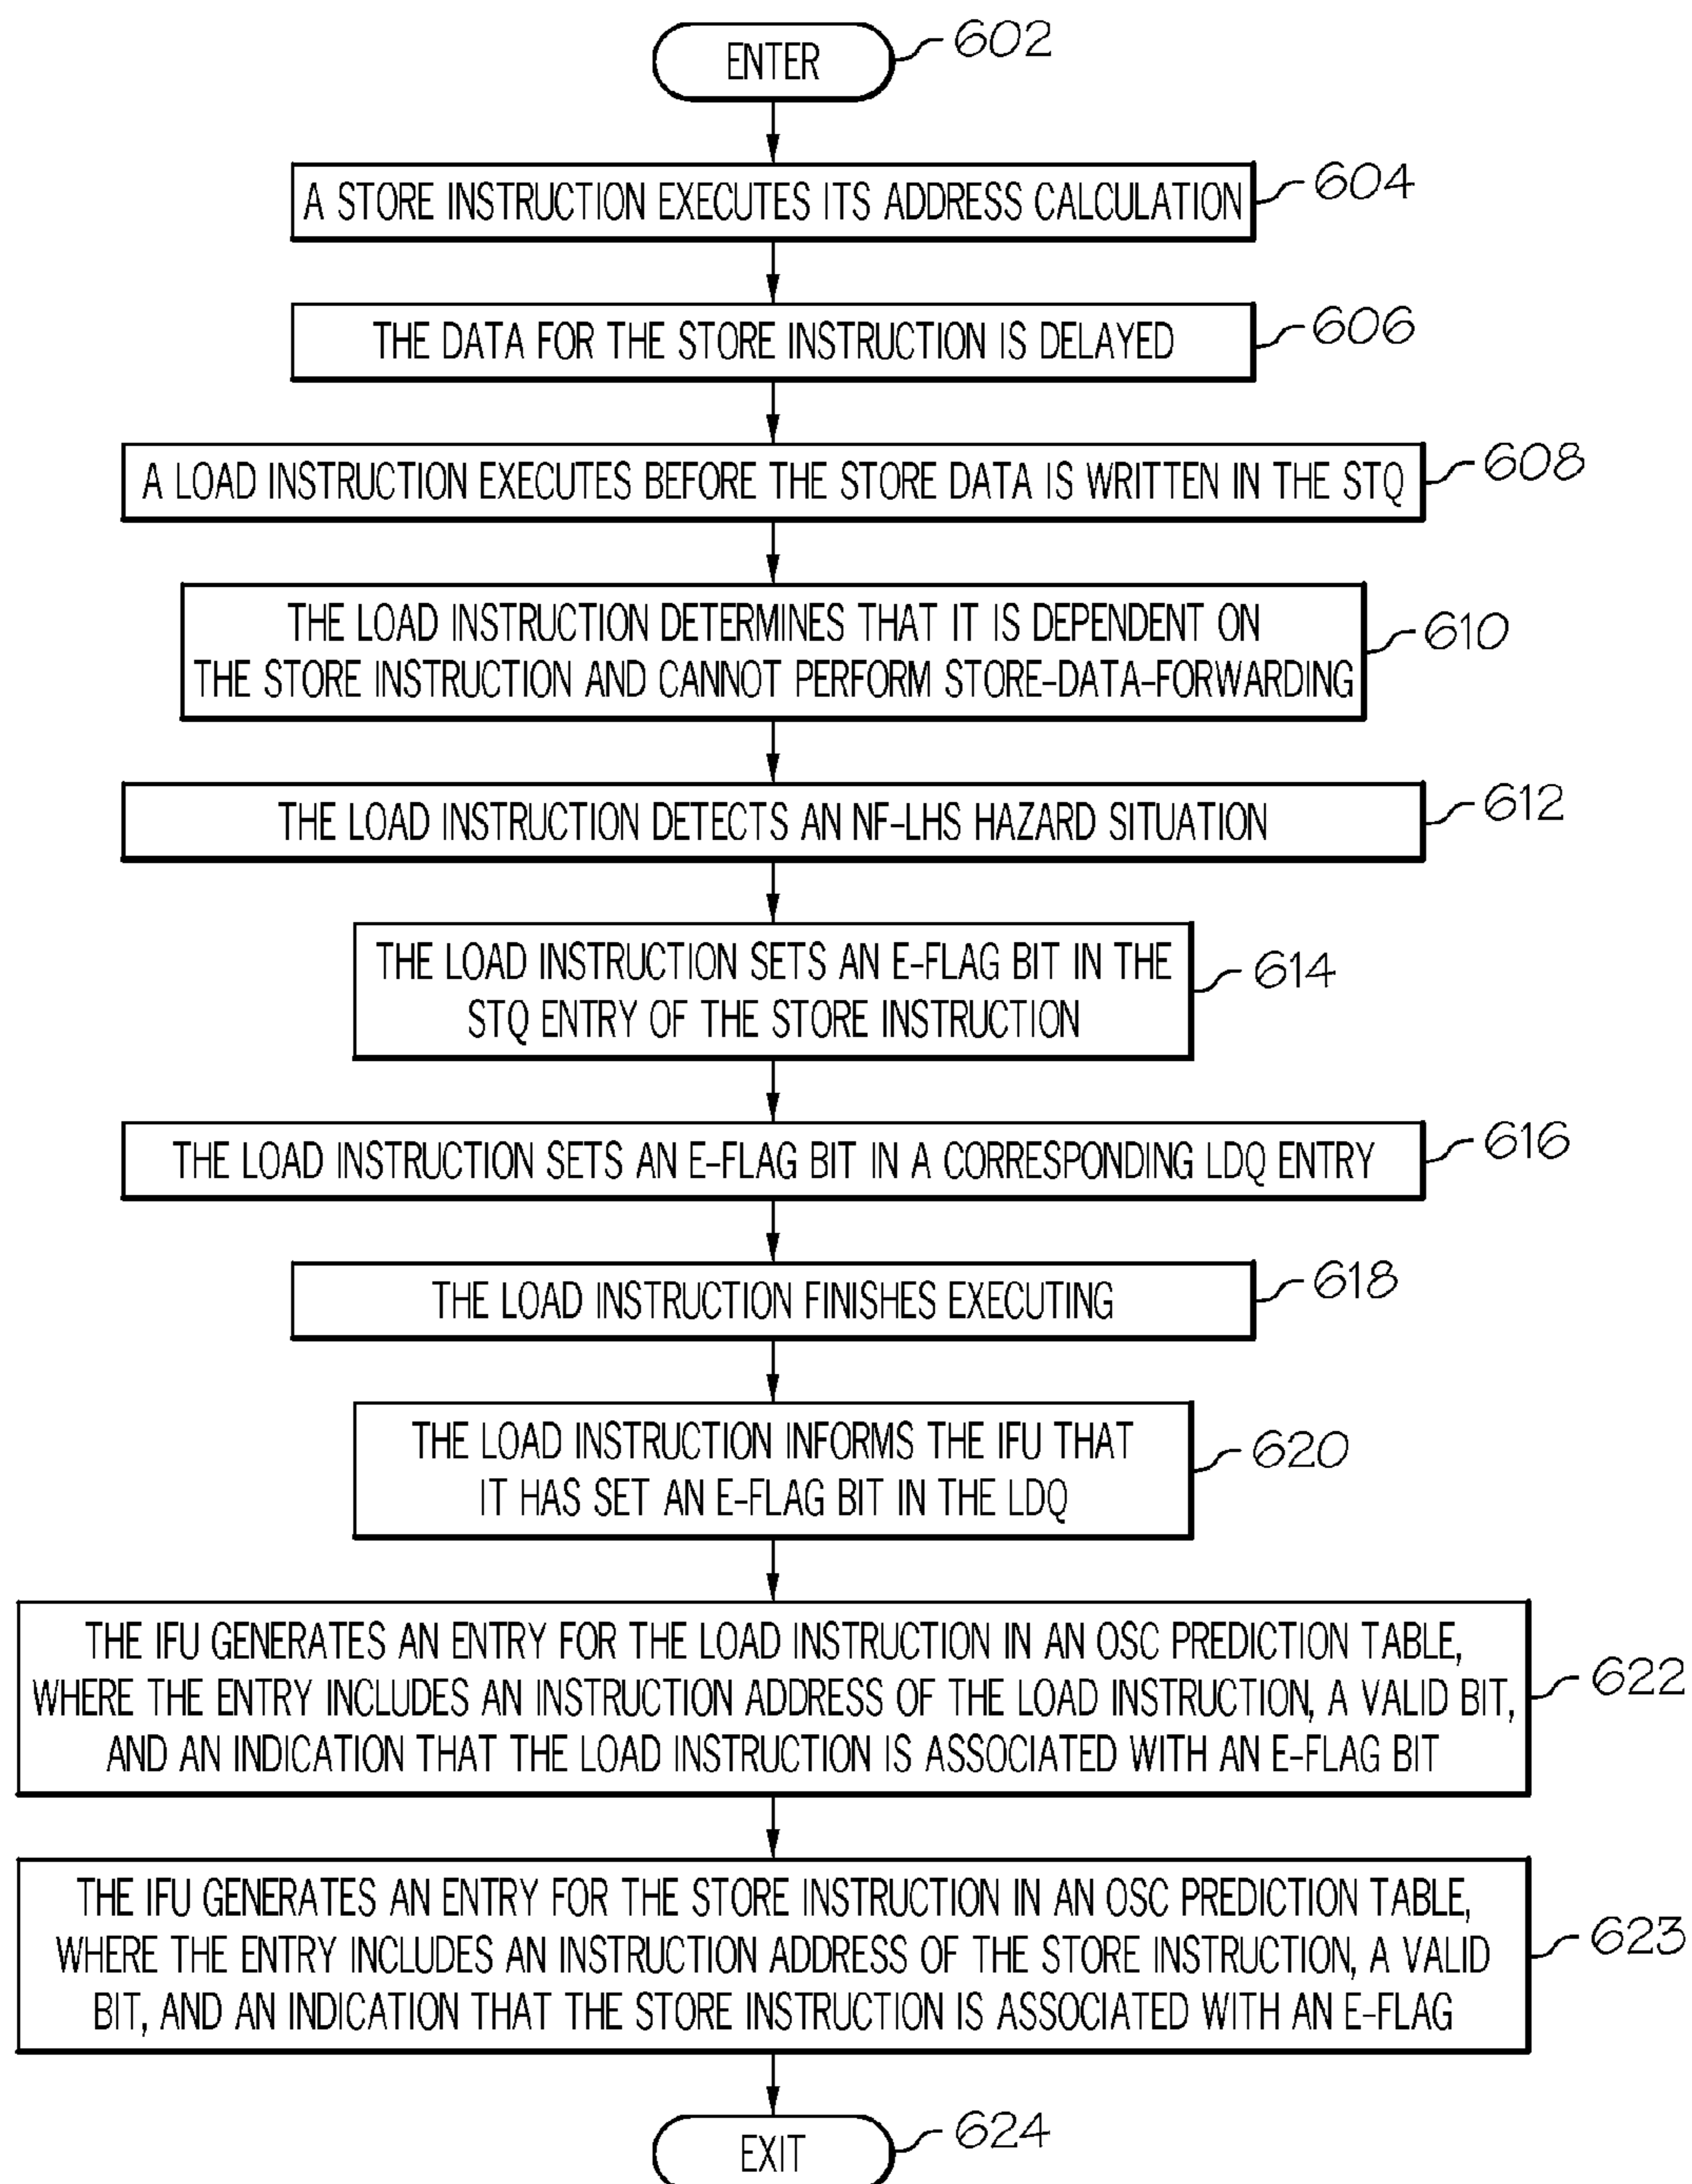 ENTER
602
A STORE INSTRUCTION EXECUTES ITS ADDRESS CALCULATION
604
THE DATA FOR THE STORE INSTRUCTION IS DELAYED
606
A LOAD INSTRUCTION EXECUTES BEFORE THE STORE DATA IS WRITTEN IN THE STQ
608
THE LOAD INSTRUCTION DETERMINES THAT IT IS DEPENDENT ON
THE STORE INSTRUCTION AND CANNOT PERFORM STORE-DATA-FORWARDING
610
THE LOAD INSTRUCTION DETECTS AN NF-LHS HAZARD SITUATION
612
THE LOAD INSTRUCTION SETS AN E-FLAG BIT IN THE
STQ ENTRY OF THE STORE INSTRUCTION
614
THE LOAD INSTRUCTION SETS AN E-FLAG BIT IN A CORRESPONDING LDQ ENTRY
616
THE LOAD INSTRUCTION FINISHES EXECUTING
618
THE LOAD INSTRUCTION INFORMS THE IFU THAT
IT HAS SET AN E-FLAG BIT IN THE LDQ
620
THE IFU GENERATES AN ENTRY FOR THE LOAD INSTRUCTION IN AN OSC PREDICTION TABLE,
WHERE THE ENTRY INCLUDES AN INSTRUCTION ADDRESS OF THE LOAD INSTRUCTION, A VALID BIT,
AND AN INDICATION THAT THE LOAD INSTRUCTION IS ASSOCIATED WITH AN E-FLAG BIT
622
THE IFU GENERATES AN ENTRY FOR THE STORE INSTRUCTION IN AN OSC PREDICTION TABLE,
WHERE THE ENTRY INCLUDES AN INSTRUCTION ADDRESS OF THE STORE INSTRUCTION, A VALID
BIT, AND AN INDICATION THAT THE STORE INSTRUCTION IS ASSOCIATED WITH AN E-FLAG
623
EXIT
624